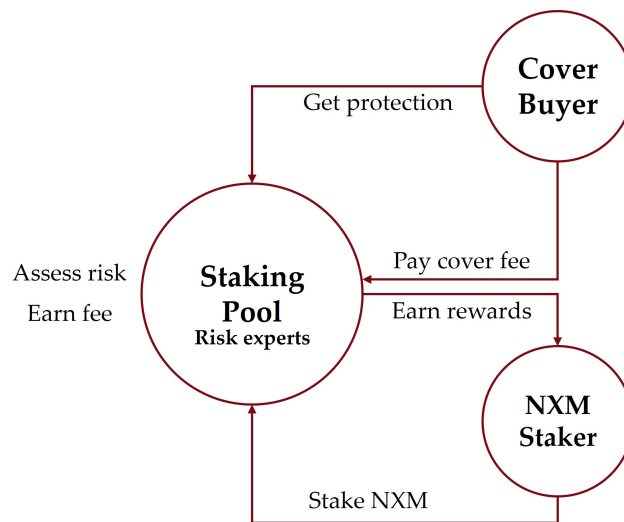 Cover
Buyer
Get protection
Pay cover fee
Assess risk
Earn fee
Staking
Pool
Risk experts
Earn rewards
NXM
Staker
Stake NXM